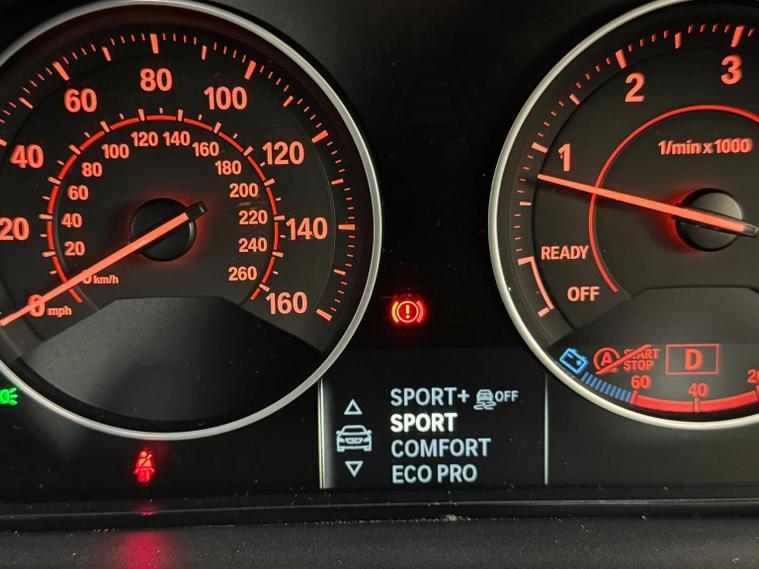 20
40
60
80
100
120
140
160
0 mph
20
40
60
80
100
120 140
160
180
200
220
240
260
0 km/h
1
2
3
1/min x 1000
READY
OFF
A START
STOP
D
60
40
20
SPORT+ OFF
SPORT
COMFORT
ECO PRO